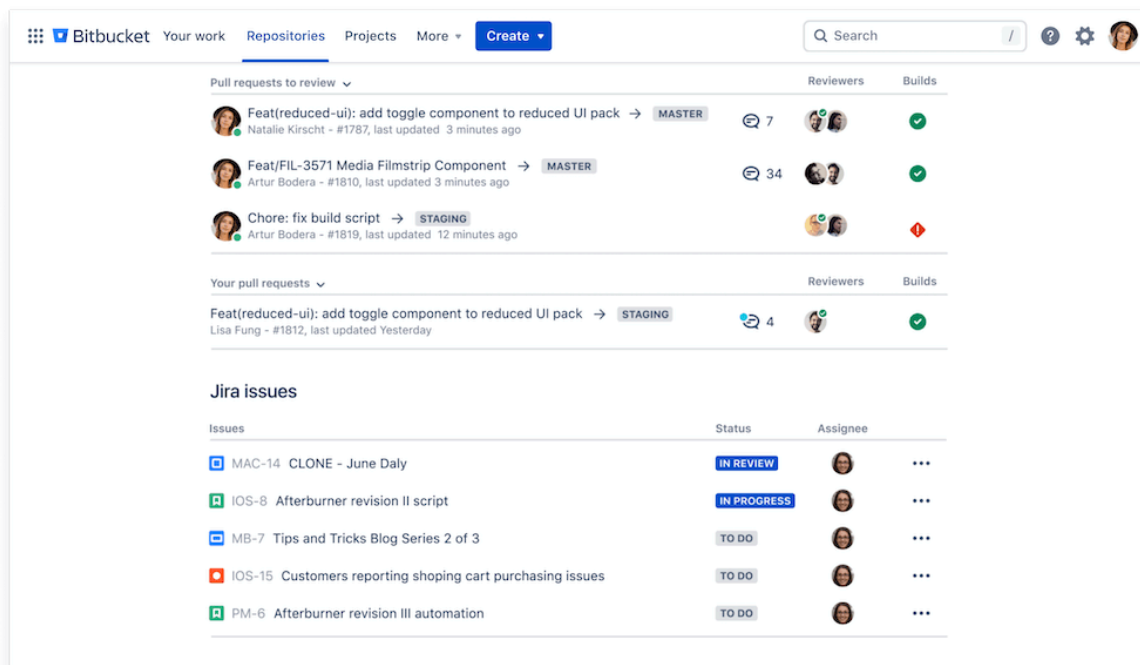 Bitbucket Your work Repositories Projects More Create Search /
Pull requests to review Reviewers Builds
Feat(reduced-ui): add toggle component to reduced UI pack → MASTER 7
Natalie Kirscht - #1787, last updated 3 minutes ago
Feat/FIL-3571 Media Filmstrip Component → MASTER 34
Artur Bodera - #1810, last updated 3 minutes ago
Chore: fix build script → STAGING
Artur Bodera - #1819, last updated 12 minutes ago
Your pull requests Reviewers Builds
Feat(reduced-ui): add toggle component to reduced UI pack → STAGING 4
Lisa Fung - #1812, last updated Yesterday
Jira issues
Issues Status Assignee
MAC-14 CLONE - June Daly IN REVIEW
IOS-8 Afterburner revision II script IN PROGRESS
MB-7 Tips and Tricks Blog Series 2 of 3 TO DO
IOS-15 Customers reporting shoping cart purchasing issues TO DO
PM-6 Afterburner revision III automation TO DO